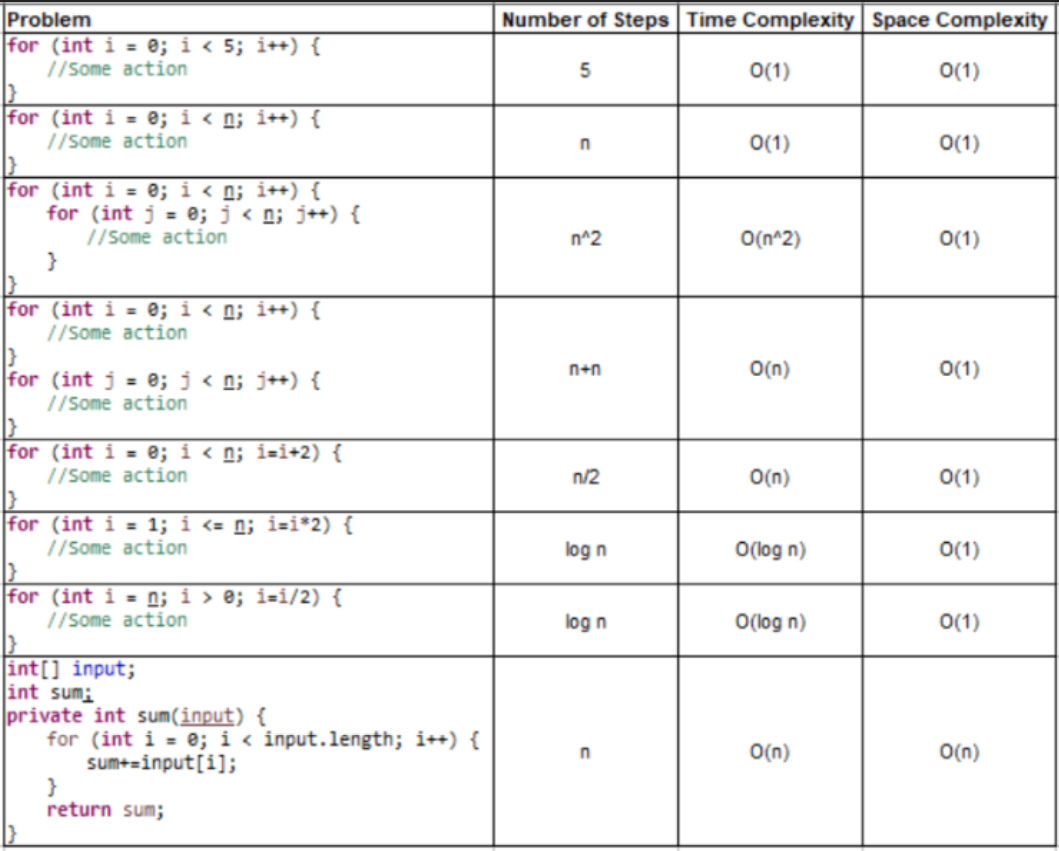 Problem Number of Steps Time Complexity Space Complexity
for (int i = 0; i < 5; i++) {
//Some action
5 O(1) O(1)
}
for (int i = 0; i < n; i++) {
//Some action
n O(1) O(1)
}
for (int i = 0; i < n; i++) {
for (int j = 0; j < n; j++) {
//Some action
n^2 O(n^2) O(1)
}
}
for (int i = 0; i < n; i++) {
//Some action
}
n+n O(n) O(1)
for (int j = 0; j < n; j++) {
//Some action
}
for (int i = 0; i < n; i=i+2) {
//Some action
n/2 O(n) O(1)
}
for (int i = 1; i <= n; i=i*2) {
//Some action
log n O(log n) O(1)
}
for (int i = n; i > 0; i=i/2) {
//Some action
log n O(log n) O(1)
}
int[] input;
int sum;
private int sum(input) {
for (int i = 0; i < input.length; i++) {
n O(n) O(n)
sum+=input[i];
}
return sum;
}